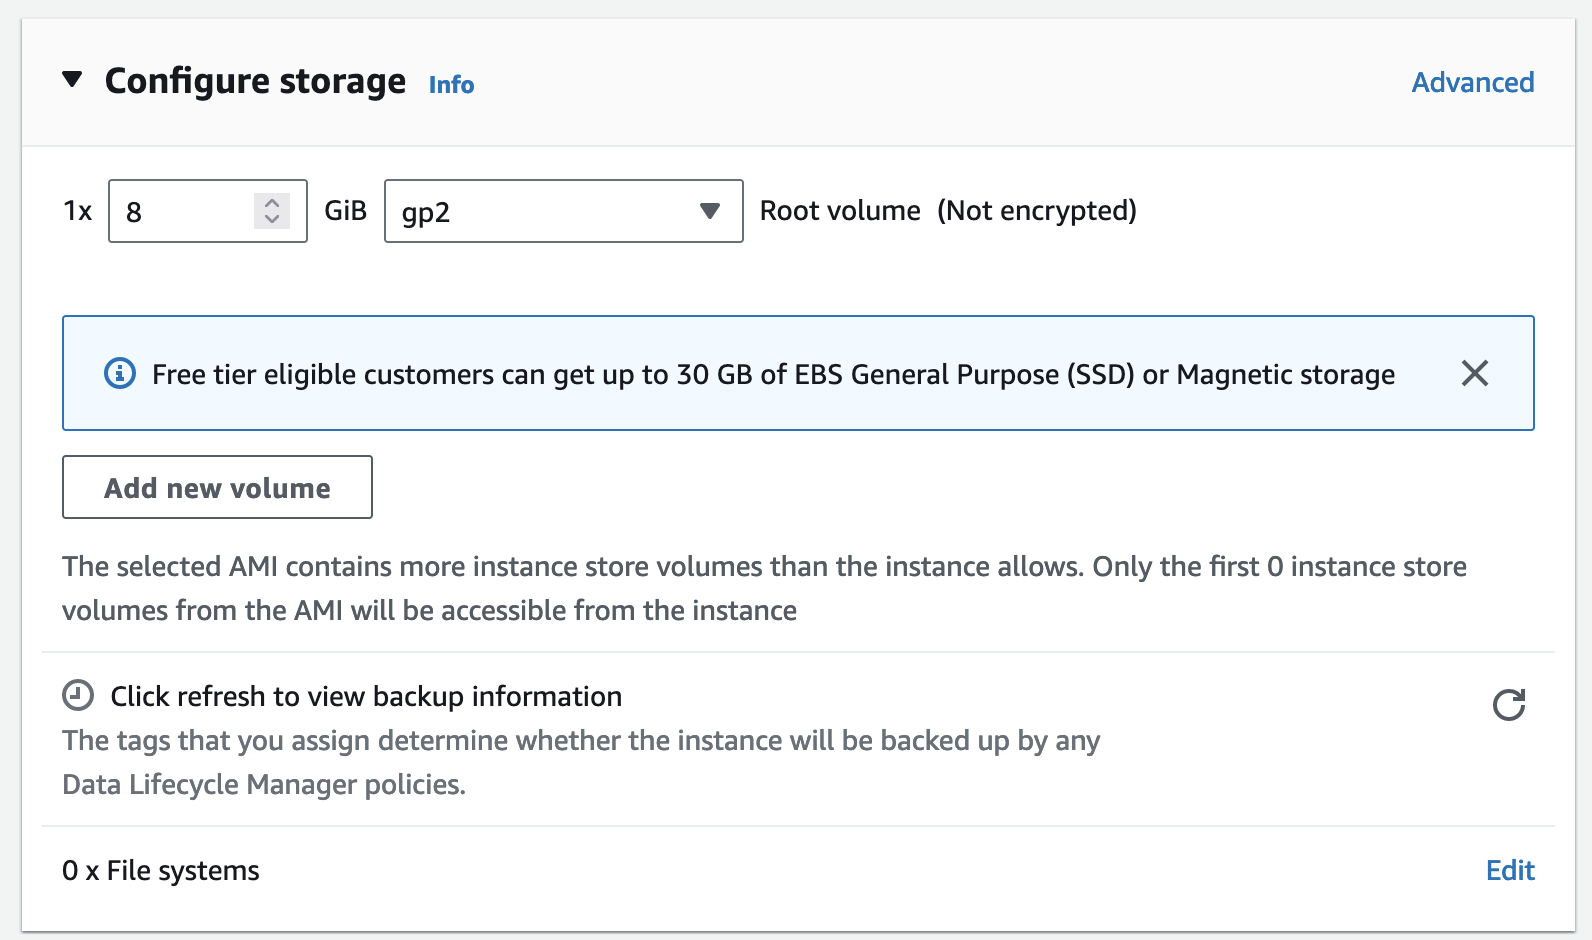 Configure storage Info Advanced
1x 8 GiB gp2 Root volume (Not encrypted)
Free tier eligible customers can get up to 30 GB of EBS General Purpose (SSD) or Magnetic storage
Add new volume
The selected AMI contains more instance store volumes than the instance allows. Only the first 0 instance store
volumes from the AMI will be accessible from the instance
Click refresh to view backup information
The tags that you assign determine whether the instance will be backed up by any
Data Lifecycle Manager policies.
0 x File systems Edit